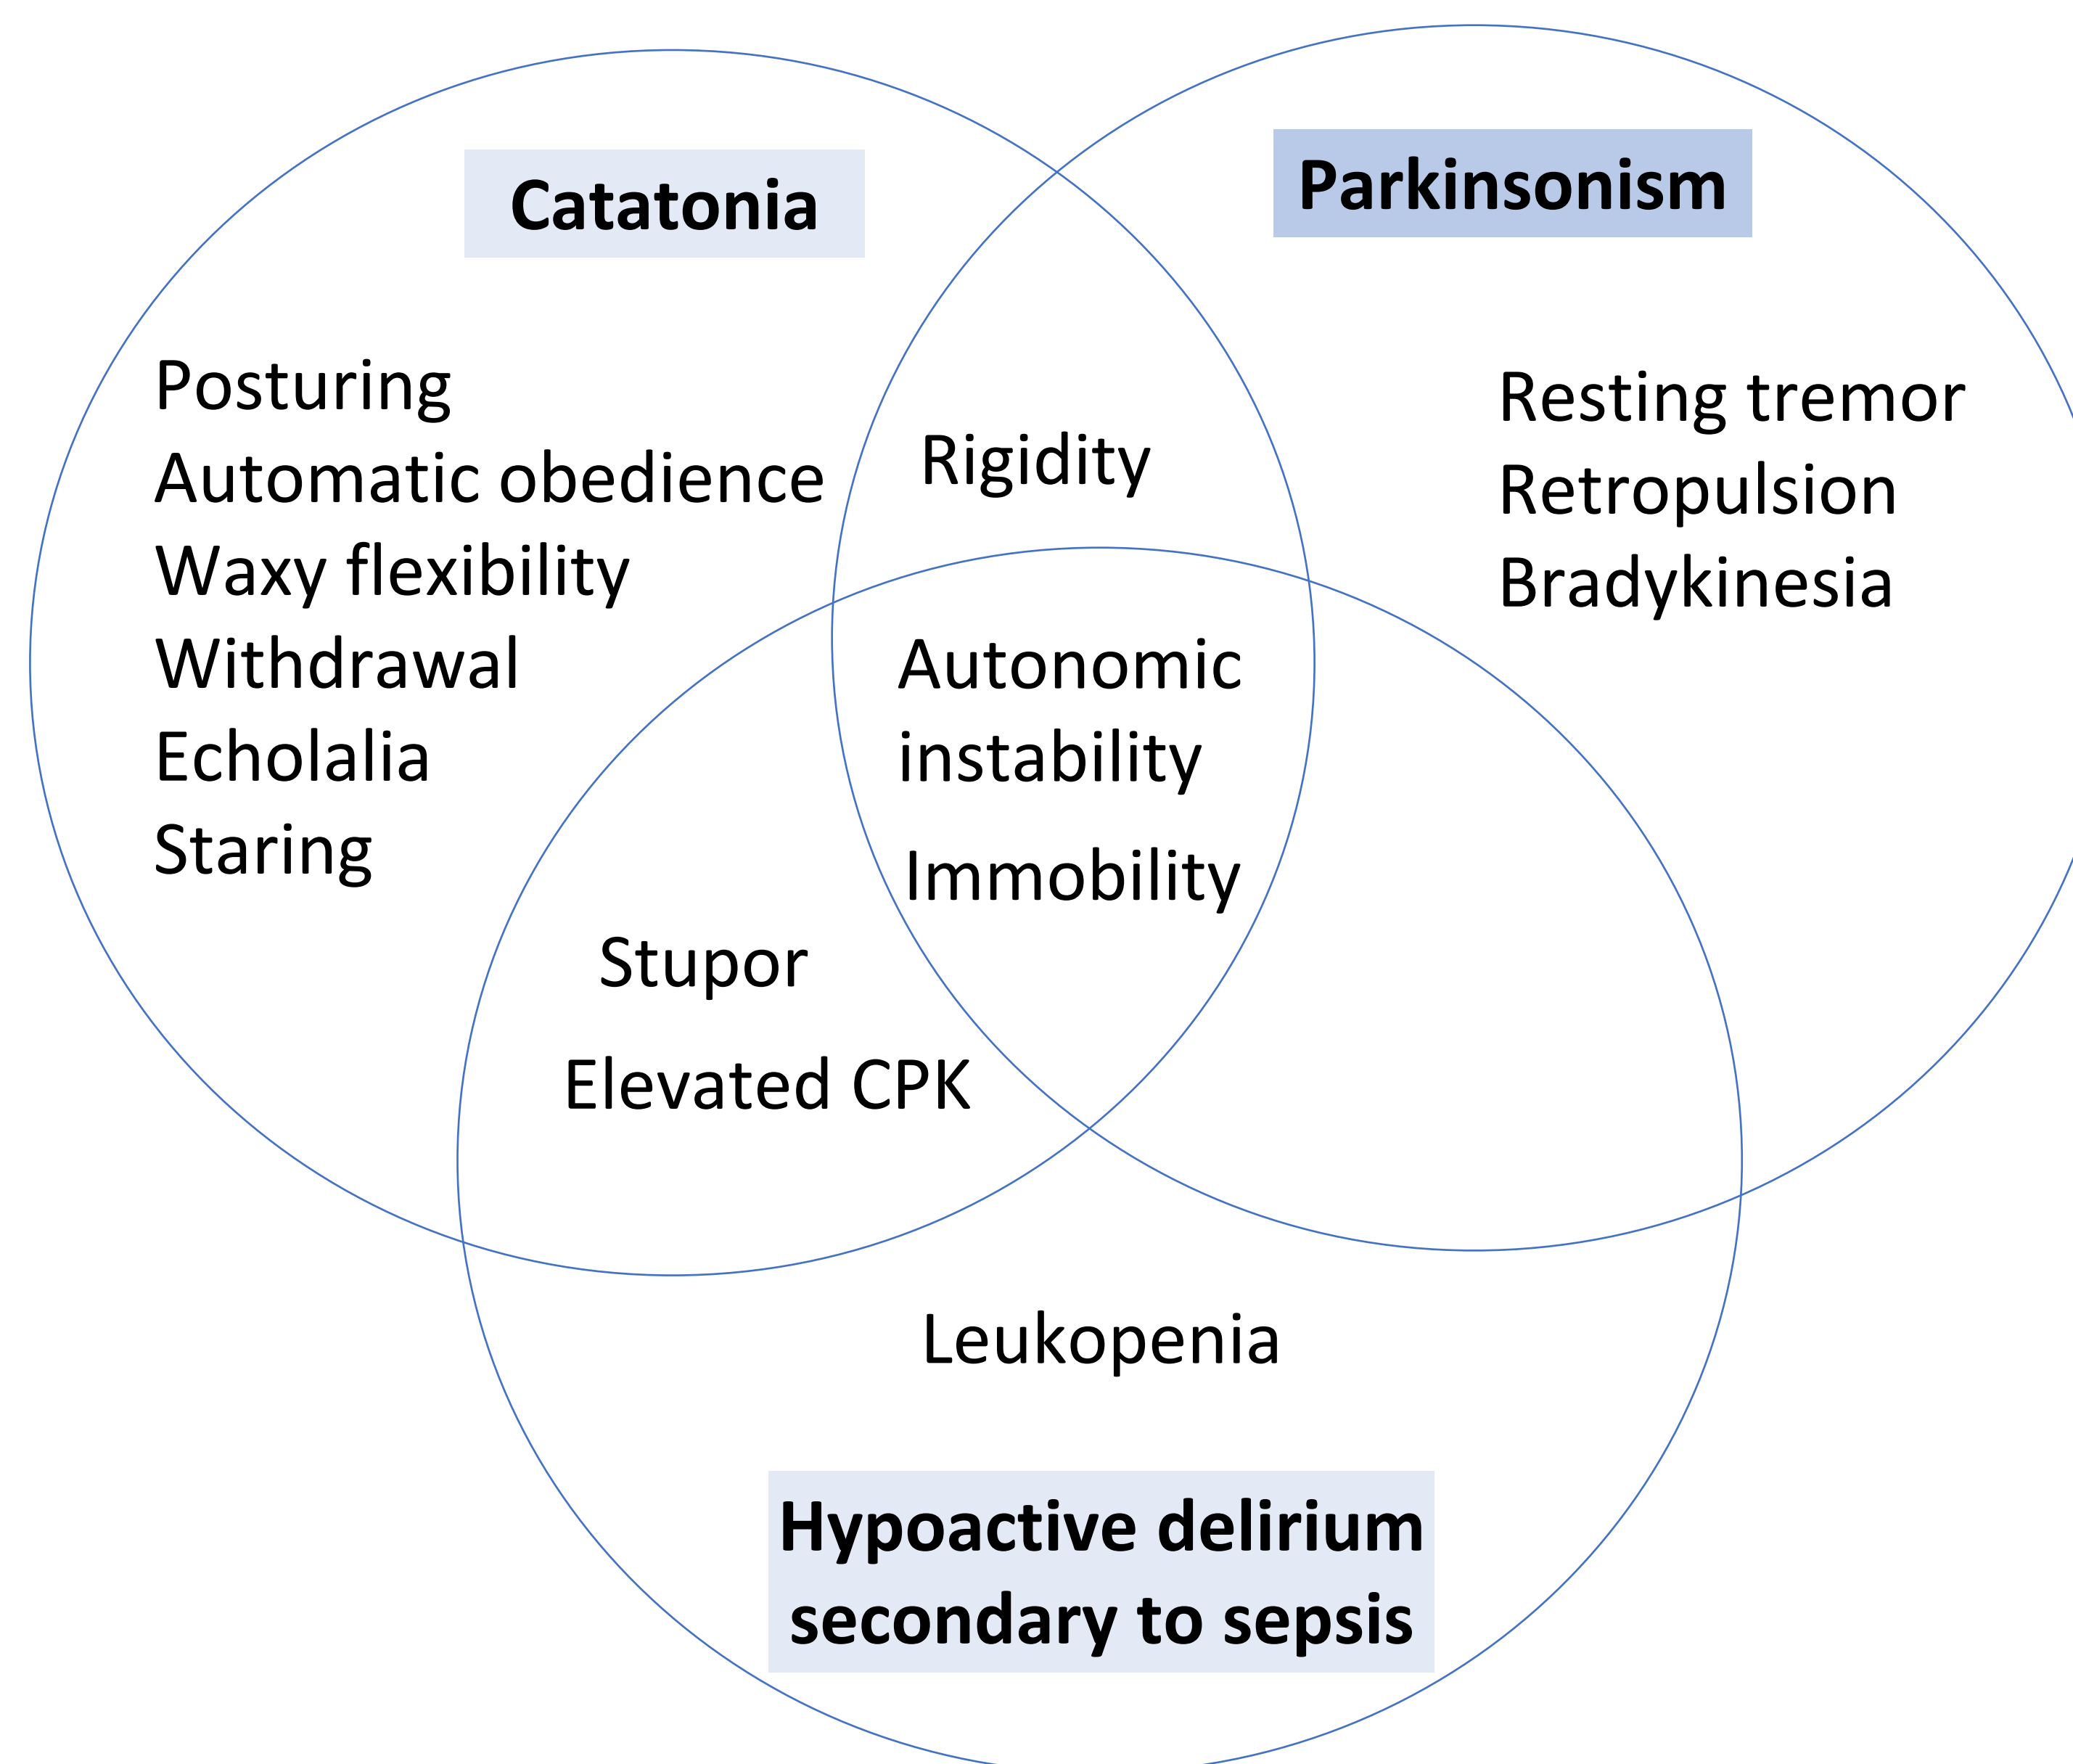 Catatonia
Parkinsonism
Posturing
Automatic obedience
Waxy flexibility
Withdrawal
Echolalia
Staring
Rigidity
Resting tremor
Retropulsion
Bradykinesia
Autonomic
instability
Immobility
Stupor
Elevated CPK
Leukopenia
Hypoactive delirium
secondary to sepsis